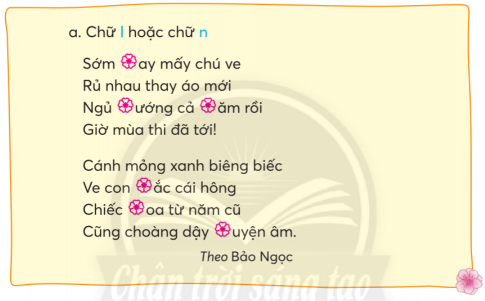 a. Chữ l hoặc chữ n
Sớm ay mấy chú ve
Rủ nhau thay áo mới
Ngủ ướng cả ăm rồi
Giờ mùa thi đã tới!
Cánh mỏng xanh biêng biếc
Ve con ắc cái hông
Chiếc oa từ năm cũ
Cũng choàng dậy uyện âm.
Theo Bảo Ngọc
Chân trời sáng tạo